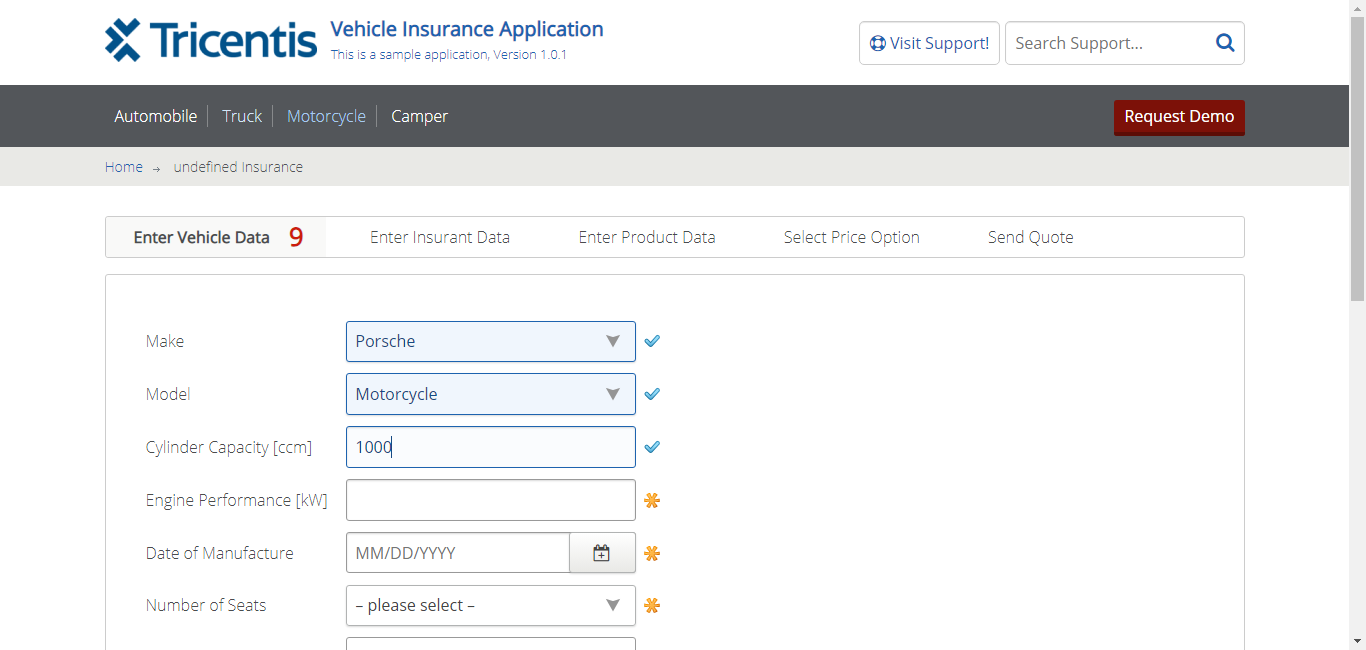 Tricentis
Vehicle Insurance Application
This is a sample application, Version 1.0.1
Visit Support!
Search Support...
Automobile
Truck
Motorcycle
Camper
Request Demo
Home → undefined Insurance
Enter Vehicle Data 9
Enter Insurant Data
Enter Product Data
Select Price Option
Send Quote
Make
Porsche
Model
Motorcycle
Cylinder Capacity [ccm]
1000
Engine Performance [kW]
Date of Manufacture
MM/DD/YYYY
Number of Seats
– please select –